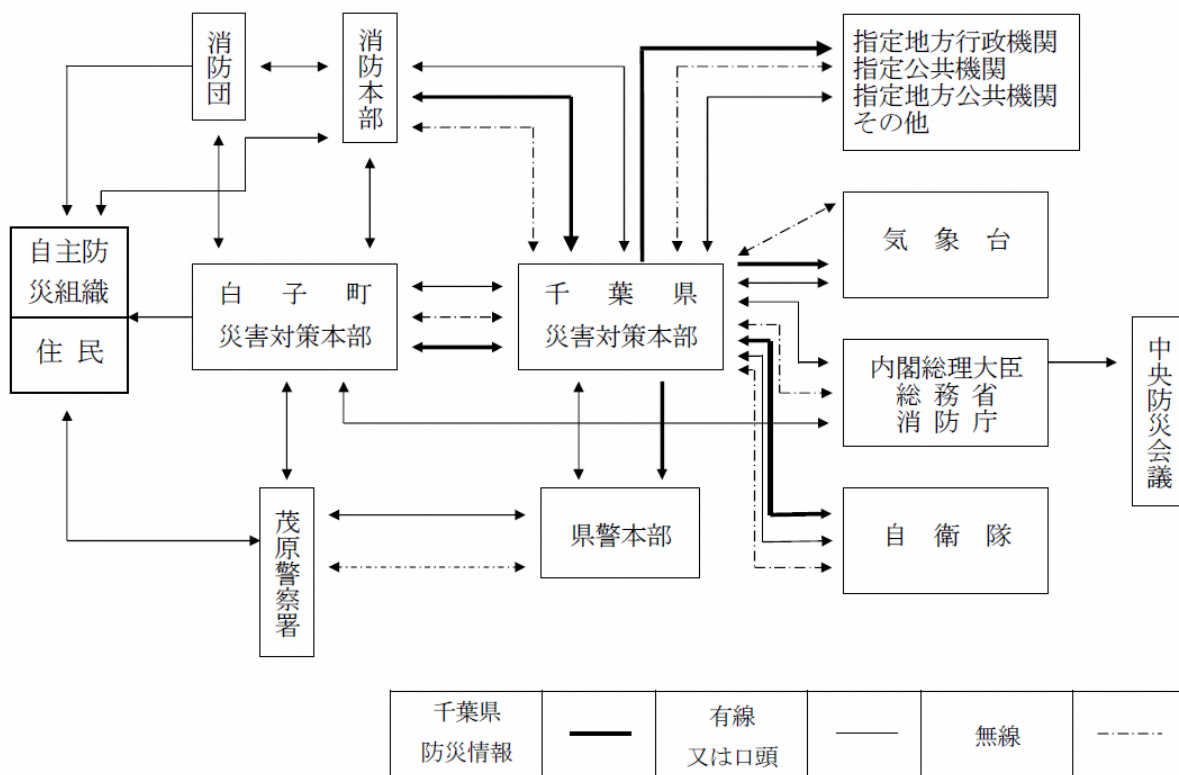 消防団
消防本部
指定地方行政機関
指定公共機関
指定地方公共機関
その他
自主防
災組織
住民
白子町
災害対策本部
千葉県
災害対策本部
気象台
内閣総理大臣
総務省
消防庁
中央防災会議
茂原警察署
県警本部
自衛隊
千葉県
防災情報
有線
又は口頭
無線